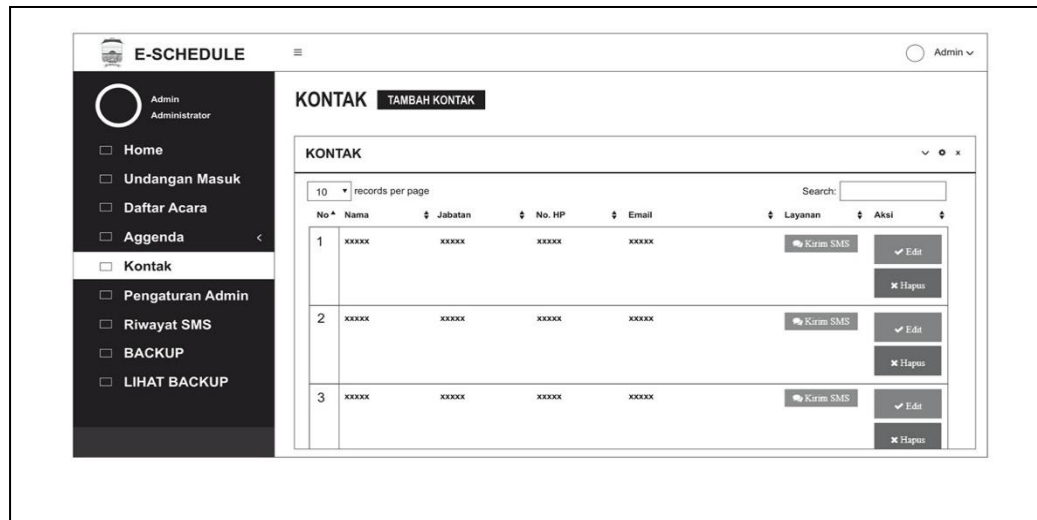 E-SCHEDULE
Admin
Admin
Administrator
Home
Undangan Masuk
Daftar Acara
Aggenda
Kontak
Pengaturan Admin
Riwayat SMS
BACKUP
LIHAT BACKUP
KONTAK TAMBAH KONTAK
KONTAK
10 records per page Search:
No Nama Jabatan No. HP Email Layanan Aksi
1 xxxxx xxxxx xxxxx xxxxx Kirim SMS Edit
Hapus
2 xxxxx xxxxx xxxxx xxxxx Kirim SMS Edit
Hapus
3 xxxxx xxxxx xxxxx xxxxx Kirim SMS Edit
Hapus